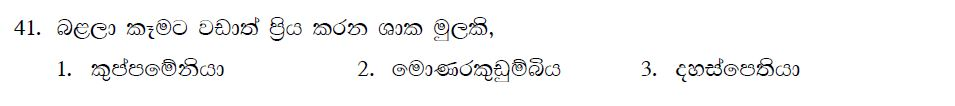 41. බළලා කෑමට වඩාත් ප්‍රිය කරන ශාක මුලකි,
1. කුප්පමේනියා 2. මොණරකුඩුම්බිය 3. දහස්පෙතියා